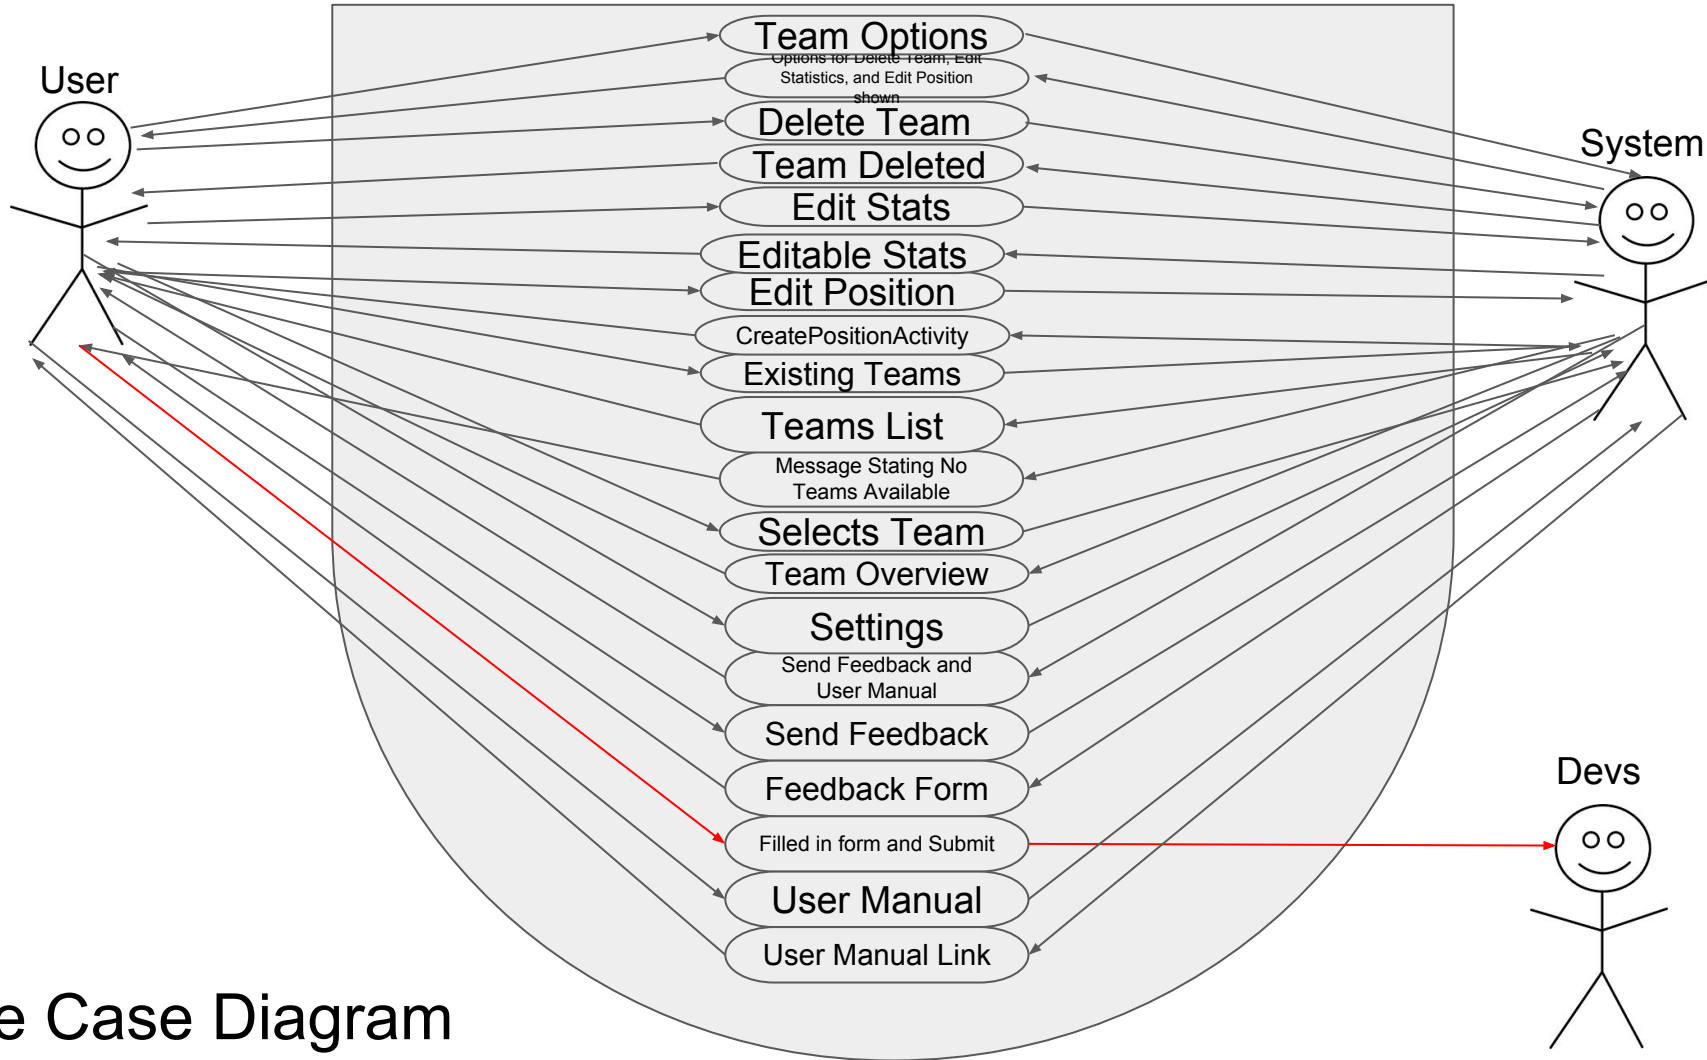 User
System
Devs
Team Options
Options for Delete Team, Edit
Statistics, and Edit Position
shown
Delete Team
Team Deleted
Edit Stats
Editable Stats
Edit Position
CreatePositionActivity
Existing Teams
Teams List
Message Stating No
Teams Available
Selects Team
Team Overview
Settings
Send Feedback and
User Manual
Send Feedback
Feedback Form
Filled in form and Submit
User Manual
User Manual Link
e Case Diagram